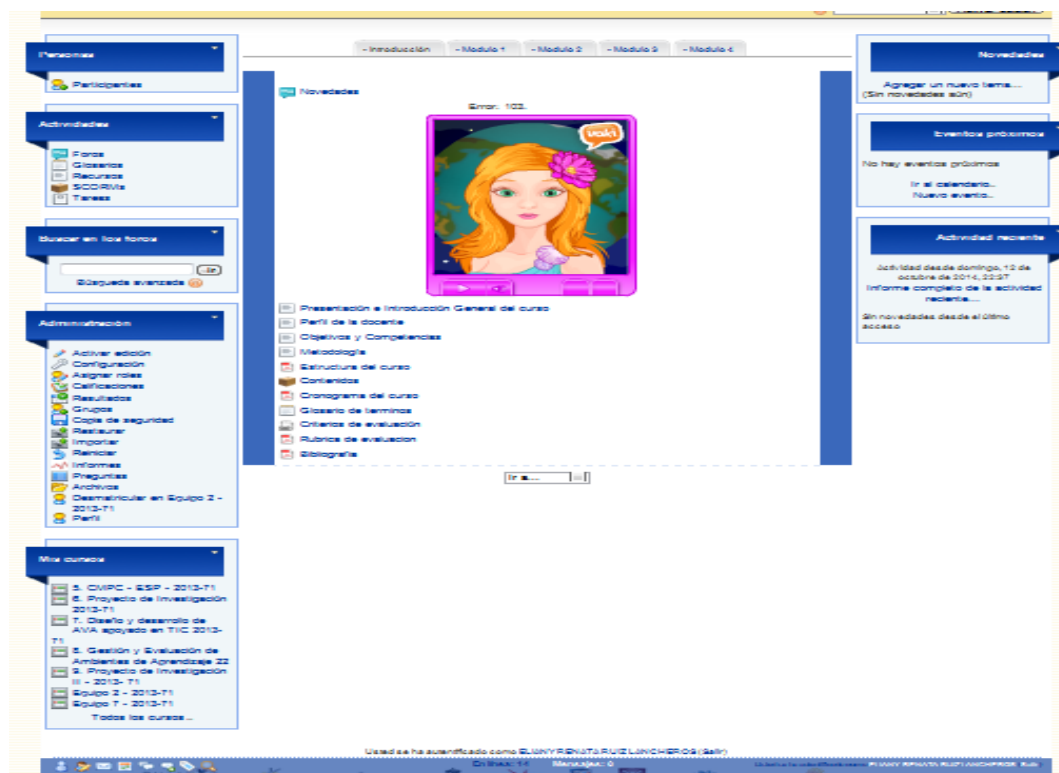 Personas
Participantes
Actividades
Foros
Glosarios
Recursos
SCORMs
Tareas
Buscar en los foros
Ir
Búsqueda avanzada
Administración
Activar edición
Configuración
Asignar roles
Calificaciones
Resultados
Grupos
Copia de seguridad
Restaurar
Importar
Reiniciar
Informes
Preguntas
Archivos
Desmatricular en Equipo 2 -
2013-71
Perfil
Mis cursos
5. CMPC - ESP - 2013-71
6. Proyecto de Investigación
2013-71
7. Diseño y desarrollo de
AVA apoyado en TIC 2013-
71
8. Gestión y Evaluación de
Ambientes de Aprendizaje 22
9. Proyecto de Investigación
III - 2013- 71
Equipo 2 - 2013-71
Equipo 7 - 2013-71
Todos los cursos...
- Introducción - Modulo 1 - Modulo 2 - Modulo 3 - Modulo 4
Novedades
Error: 103.
voki
Presentación e Introducción General del curso
Perfil de la docente
Objetivos y Competencias
Metodología
Estructura del curso
Contenidos
Cronograma del curso
Glosario de terminos
Criterios de evaluación
Rubrica de evaluacion
Bibliografia
Ir a...
Novedades
Agregar un nuevo tema...
(Sin novedades aún)
Eventos próximos
No hay eventos próximos
Ir al calendario...
Nuevo evento...
Actividad reciente
Actividad desde domingo, 12 de
octubre de 2014, 22:37
Informe completo de la actividad
reciente...
Sin novedades desde el último
acceso
Usted se ha autentificado como ELIANY RENATA RUIZ LANCHEROS (Salir)
En línea: 14 Mensajes: 0